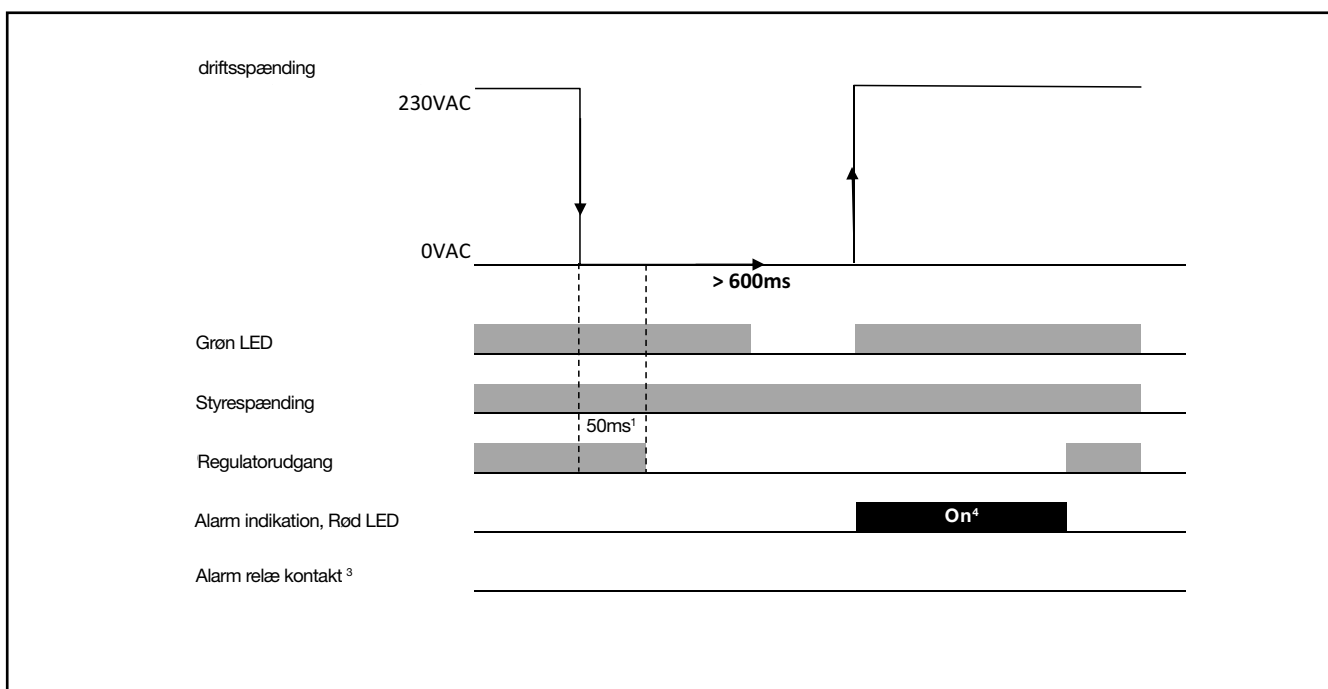 driftsspænding
230VAC
0VAC
> 600ms
Grøn LED
Styrespænding
50ms¹
Regulatorudgang
Alarm indikation, Rød LED
On⁴
Alarm relæ kontakt ³